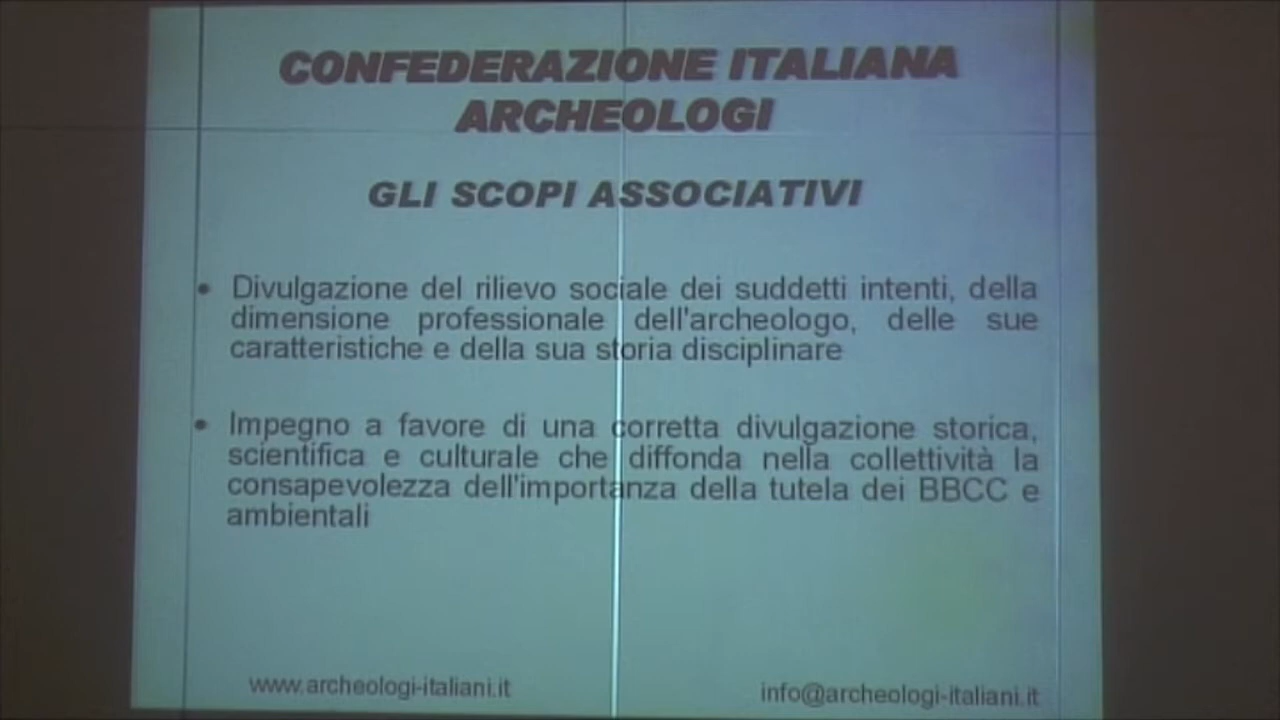 CONFEDERAZIONE ITALIANA
ARCHEOLOGI
GLI SCOPI ASSOCIATIVI
• Divulgazione del rilievo sociale dei suddetti intenti, della
dimensione professionale dell'archeologo, delle sue
caratteristiche e della sua storia disciplinare
• Impegno a favore di una corretta divulgazione storica,
scientifica e culturale che diffonda nella collettività la
consapevolezza dell'importanza della tutela dei BBCC e
ambientali
www.archeologi-italiani.it
info@archeologi-italiani.it